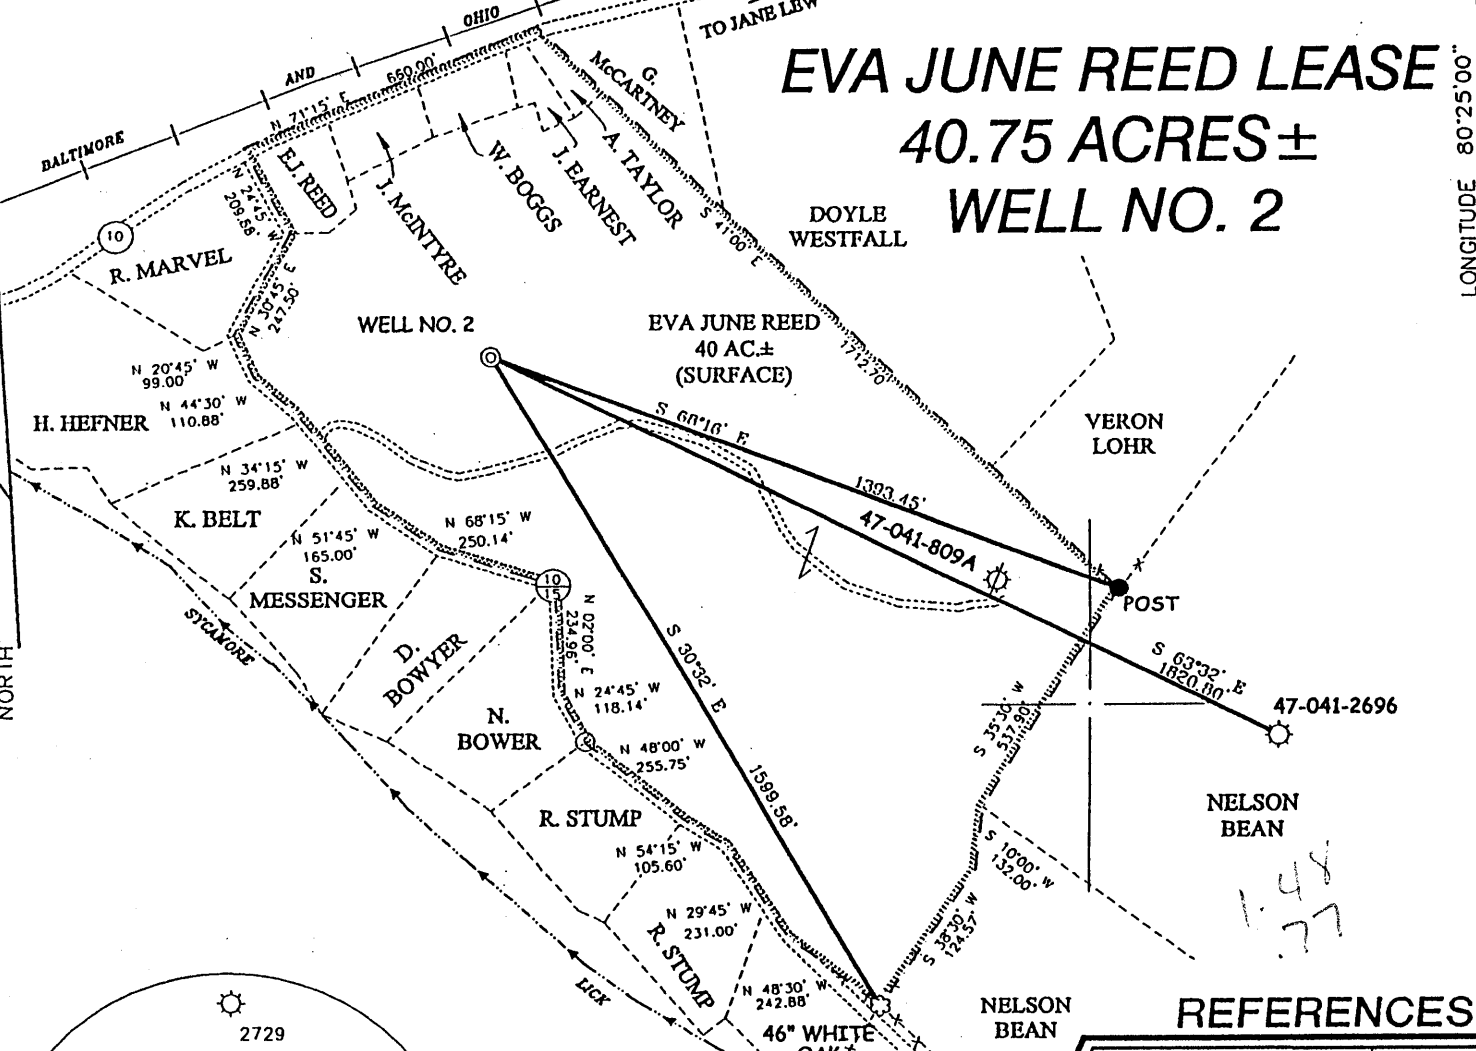 OHIO
TO JANE LEW
AND
660.00'
N 71°15' E
BALTIMORE
EVA JUNE REED LEASE
40.75 ACRES±
WELL NO. 2
LONGITUDE 80°25'00"
G.
McCARTNEY
E.J. REED
J. McINTYRE
W. BOGGS
J. EARNEST
A. TAYLOR
N 24°45' W
209.68
10
R. MARVEL
S 41°00' E
DOYLE
WESTFALL
N 30°45' E
247.50'
WELL NO. 2
EVA JUNE REED
40 AC.±
(SURFACE)
1712.70'
N 20°45' W
99.00'
N 44°30' W
110.88'
H. HEFNER
S 68°16' E
VERON
LOHR
N 34°15' W
259.88'
K. BELT
1393.45'
47-041-809A
N 68°15' W
250.14'
N 51°45' W
165.00'
S.
MESSENGER
10
15
POST
SYCAMORE
N 02°00' E
234.96'
D.
BOWYER
S 30°32' E
S 63°32' E
1820.80'
NORTH
N 24°45' W
118.14'
S 35°30' W
537.90'
47-041-2696
N.
BOWER
N 48°00' W
255.75'
1599.58'
NELSON
BEAN
R. STUMP
N 54°15' W
105.60'
S 10°00' W
132.00'
1.48
.77
N 29°45' W
231.00'
R. STUMP
S 38°30' W
124.57'
LICK
N 48°30' W
242.88'
46" WHITE
OAK
NELSON
BEAN
REFERENCES
2729